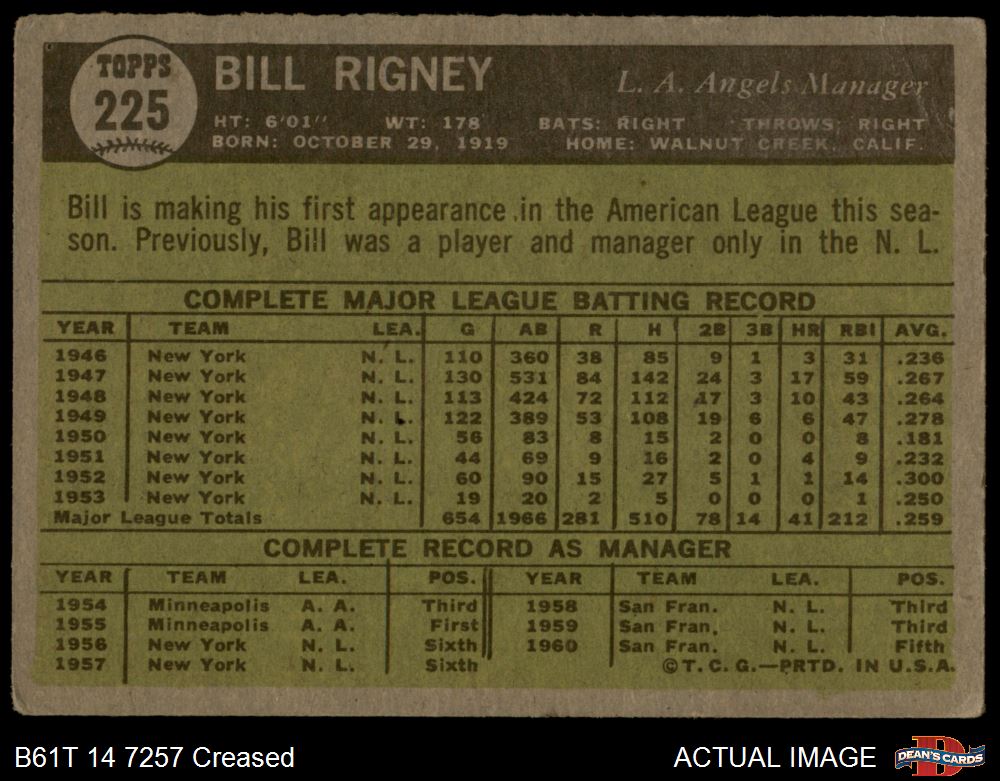 TOPPS
225
BILL RIGNEY
L. A. Angels Manager
HT: 6'01" WT: 178 BATS: RIGHT THROWS: RIGHT
BORN: OCTOBER 29, 1919 HOME: WALNUT CREEK, CALIF.
Bill is making his first appearance in the American League this sea-
son. Previously, Bill was a player and manager only in the N. L.
COMPLETE MAJOR LEAGUE BATTING RECORD
YEAR TEAM LEA. G AB R H 2B 3B HR RBI AVG.
1946 New York N. L. 110 360 38 85 9 1 3 31 .236
1947 New York N. L. 130 531 84 142 24 3 17 59 .267
1948 New York N. L. 113 424 72 112 17 3 10 43 .264
1949 New York N. L. 122 389 53 108 19 6 6 47 .278
1950 New York N. L. 56 83 8 15 2 0 0 8 .181
1951 New York N. L. 44 69 9 16 2 0 4 9 .232
1952 New York N. L. 60 90 15 27 5 1 1 14 .300
1953 New York N. L. 19 20 2 5 0 0 0 1 .250
Major League Totals 654 1966 281 510 78 14 41 212 .259
COMPLETE RECORD AS MANAGER
YEAR TEAM LEA. POS. YEAR TEAM LEA. POS.
1954 Minneapolis A. A. Third 1958 San Fran. N. L. Third
1955 Minneapolis A. A. First 1959 San Fran. N. L. Third
1956 New York N. L. Sixth 1960 San Fran. N. L. Fifth
1957 New York N. L. Sixth ©T. C. G.—PRTD. IN U.S.A.
B61T 14 7257 Creased
ACTUAL IMAGE
DEAN'S CARDS